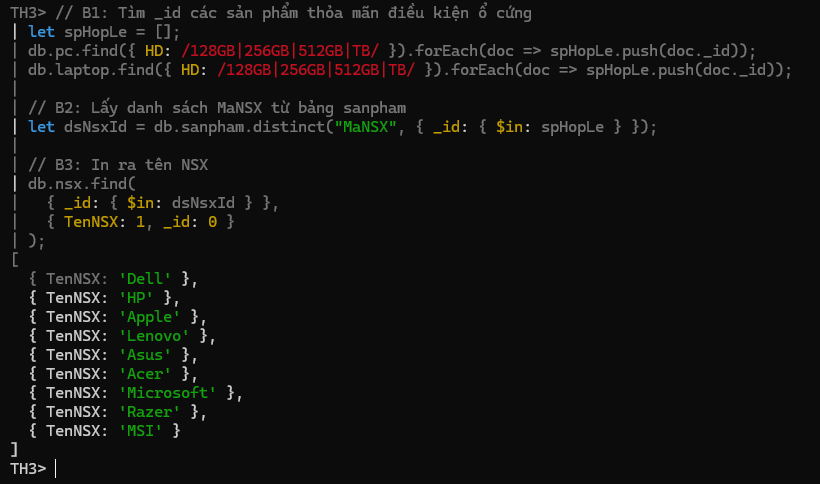 TH3> // B1: Tìm _id các sản phẩm thỏa mãn điều kiện ổ cứng
| let spHopLe = [];
| db.pc.find({ HD: /128GB|256GB|512GB|TB/ }).forEach(doc => spHopLe.push(doc._id));
| db.laptop.find({ HD: /128GB|256GB|512GB|TB/ }).forEach(doc => spHopLe.push(doc._id));
|
| // B2: Lấy danh sách MaNSX từ bảng sanpham
| let dsNsxId = db.sanpham.distinct("MaNSX", { _id: { $in: spHopLe } });
|
| // B3: In ra tên NSX
| db.nsx.find(
|   { _id: { $in: dsNsxId } },
|   { TenNSX: 1, _id: 0 }
| );
[
  { TenNSX: 'Dell' },
  { TenNSX: 'HP' },
  { TenNSX: 'Apple' },
  { TenNSX: 'Lenovo' },
  { TenNSX: 'Asus' },
  { TenNSX: 'Acer' },
  { TenNSX: 'Microsoft' },
  { TenNSX: 'Razer' },
  { TenNSX: 'MSI' }
]
TH3>